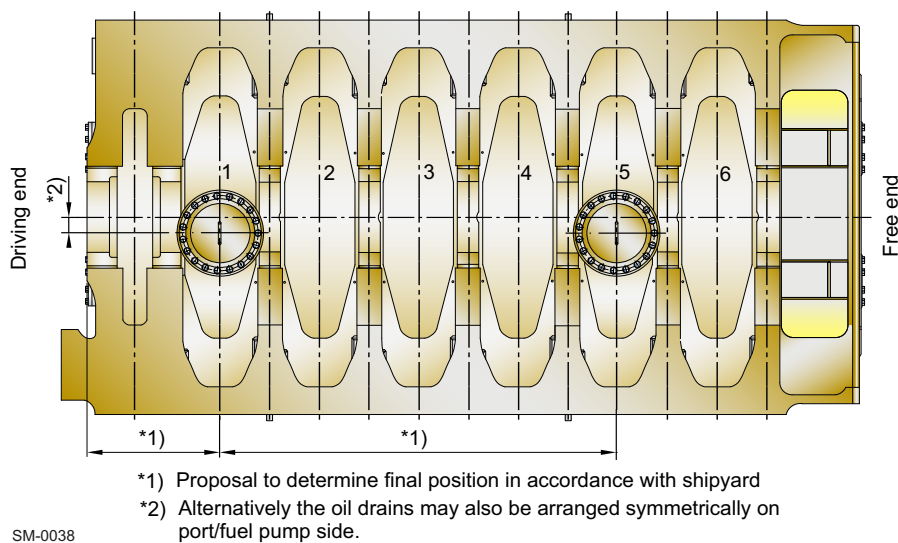 Driving end
*2)
1
2
3
4
5
6
Free end
*1)
*1)
*1) Proposal to determine final position in accordance with shipyard
*2) Alternatively the oil drains may also be arranged symmetrically on
port/fuel pump side.
SM-0038